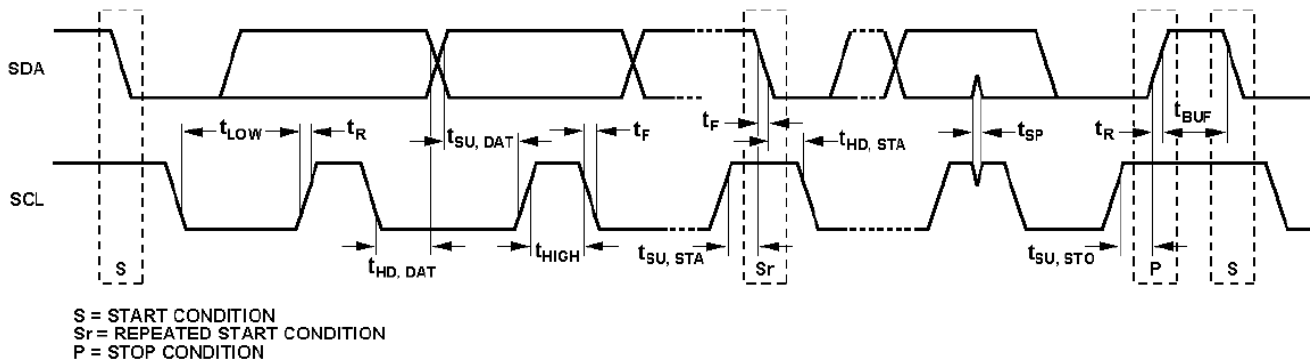 SDA
tLOW
tR
tSU, DAT
tF
tF
tHD, STA
tSP
tR
tBUF
SCL
tHD, DAT
tHIGH
tSU, STA
tSU, STO
S
Sr
P
S
S = START CONDITION
Sr = REPEATED START CONDITION
P = STOP CONDITION